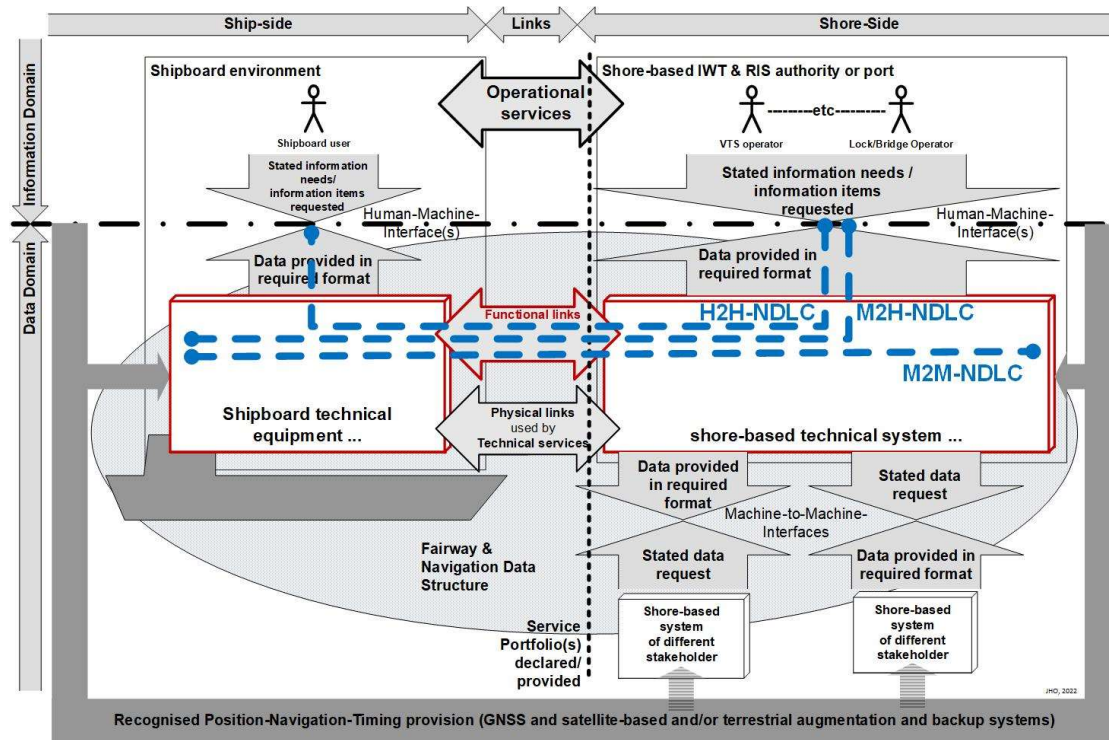 Ship-side
Links
Shore-Side
Information Domain
Data Domain
Shipboard environment
Shore-based IWT & RIS authority or port
Operational
services
Shipboard user
VTS operator
--------etc--------
Lock/Bridge Operator
Stated information
needs/
information items
requested
Stated information needs /
information items
requested
Human-Machine-
Interface(s)
Human-Machine-
Interface(s)
Data provided in
required format
Data provided
in required format
Functional links
H2H-NDLC
M2H-NDLC
M2M-NDLC
Shipboard technical
equipment ...
Physical links
used by
Technical services
shore-based technical system ...
Data provided
in required
format
Stated data
request
Machine-to-Machine-
Interfaces
Fairway &
Navigation Data
Structure
Stated data
request
Data provided in
required format
Service
Portfolio(s)
declared/
provided
Shore-based
system
of different
stakeholder
Shore-based
system
of different
stakeholder
JHO, 2022
Recognised Position-Navigation-Timing provision (GNSS and satellite-based and/or terrestrial augmentation and backup systems)